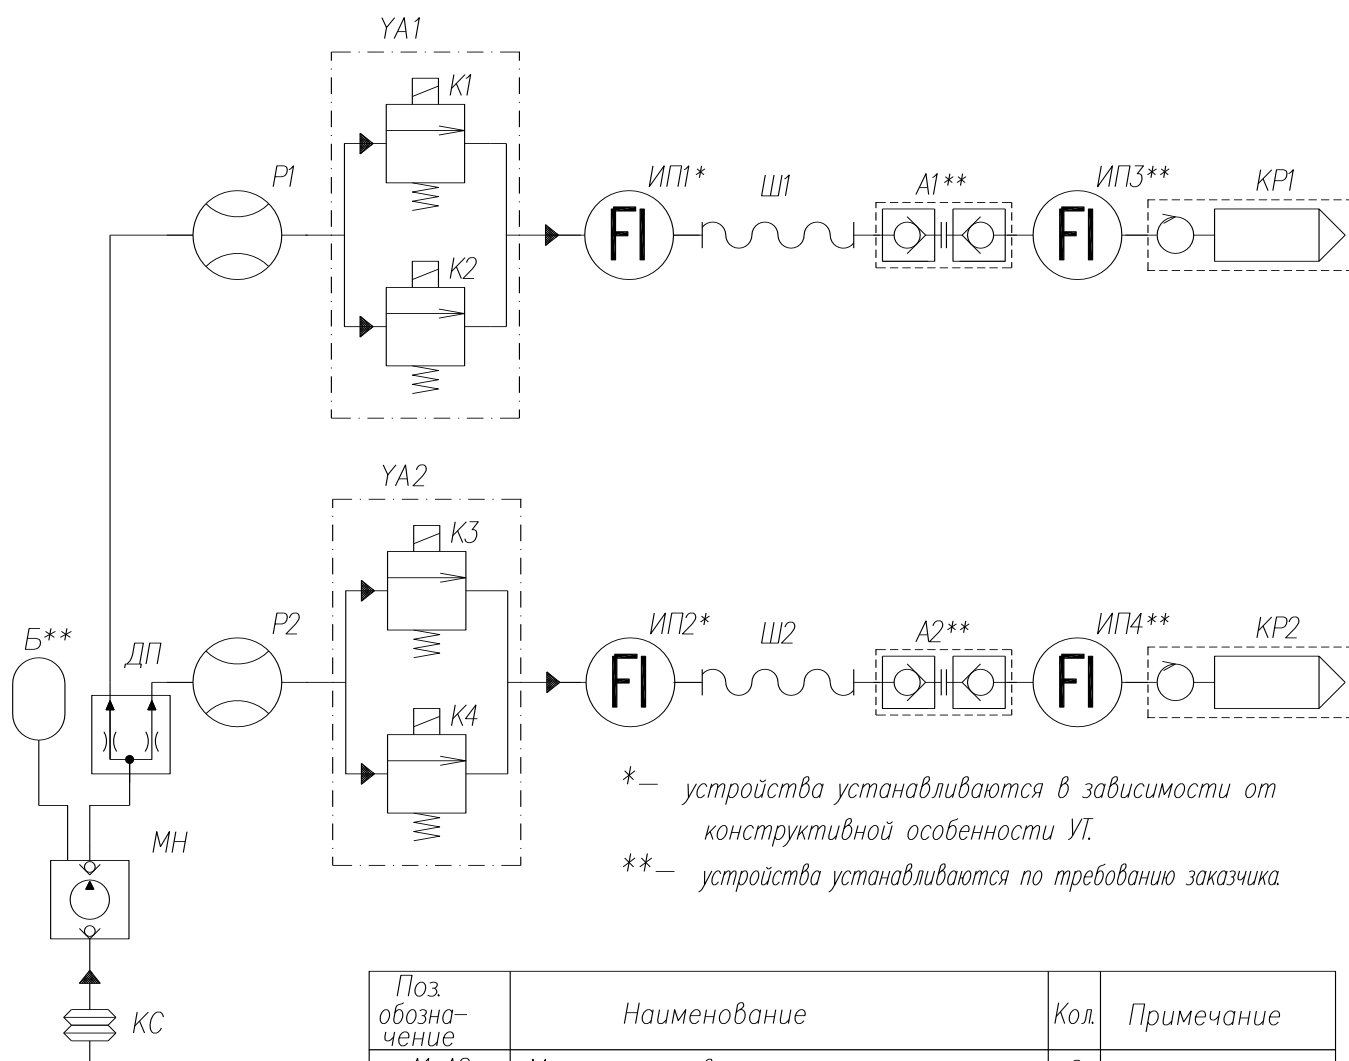 YA1
K1
P1
ИП1*
Ш1
A1**
ИП3**
KP1
FI
FI
K2
YA2
K3
Б**
ДП
P2
ИП2*
Ш2
A2**
ИП4**
KP2
FI
FI
K4
*— устройства устанавливаются в зависимости от
конструктивной особенности УТ.
**— устройства устанавливаются по требованию заказчика.
МН
КС
Поз.
обозна-
чение
Наименование
Кол.
Примечание